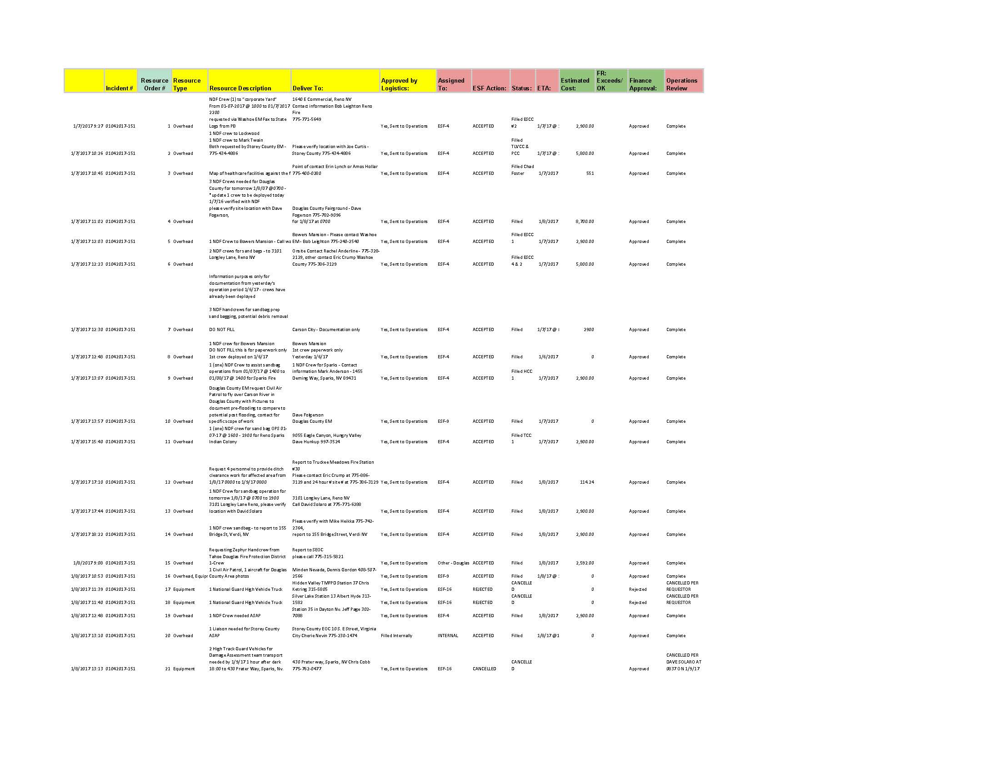 Incident # Resource Order # Resource Type Resource Description Deliver To: Approved by Logistics: Assigned To: ESF Action: Status: ETA: Estimated Cost: FR: Exceeds/ OK Finance Approval: Operations Review
NDF Crew (1) to "corporate Yard" 1640 E Commercial, Reno NV
From 01-07-2017 @ 1000 to 01/7/2017 Contact information Bob Leighton Reno
2200 Fire
requested via Washoe EM Fax to State 775-771-5649 Filled ESCC
1/7/2017 9:27 01042017-151 1 Overhead Logs from PB Yes, Sent to Operations ESF-4 ACCEPTED #2 1/7/17 @ 2,900.00 Approved Complete
1 NDF crew to Lockwood
1 NDF crew to Mark Twain Filled
Both requested by Storey County EM - Please verify location with Joe Curtis - TLVCC &
1/7/2017 10:26 01042017-151 2 Overhead 775-434-4886 Storey County 775-434-4886 Yes, Sent to Operations ESF-4 ACCEPTED PCC 1/7/17 @ 5,800.00 Approved Complete
Point of contact Erin Lynch or Amos Hollar Filled Chad
1/7/2017 10:45 01042017-151 3 Overhead Map of healthcare facilities against the f 775-400-0280 Yes, Sent to Operations ESF-4 ACCEPTED Foster 1/7/2017 551 Approved Complete
3 NDF Crews needed for Douglas
County for tomorrow 1/8/07 @0700 -
*update 1 crew to be deployed today
1/7/16 verified with NDF
please verify site location with Dave Douglas County Fairground - Dave
Fogerson, Fogerson 775-782-9096
1/7/2017 11:02 01042017-151 4 Overhead for 1/8/17 at 0700 Yes, Sent to Operations ESF-4 ACCEPTED Filled 1/8/2017 8,700.00 Approved Complete
Bowers Mansion - Please contact Washoe Filled ESCC
1/7/2017 12:03 01042017-151 5 Overhead 1 NDF Crew to Bowers Mansion - Call wa EM - Bob Leighton 775-240-2540 Yes, Sent to Operations ESF-4 ACCEPTED 1 1/7/2017 2,900.00 Approved Complete
2 NDF crews for sand bags - to 3101 Onsite Contact Rachel Anderline - 775-328-
Longley Lane, Reno NV 2129, other contact Eric Crump Washoe Filled ESCC
1/7/2017 12:23 01042017-151 6 Overhead County 775-386-3129 Yes, Sent to Operations ESF-4 ACCEPTED 4 & 2 1/7/2017 5,800.00 Approved Complete
Information purposes only for
documentation from yesterday's
operation period 1/6/17 - crews have
already been deployed
3 NDF handcrews for sandbag prep
sand bagging, potential debris removal
1/7/2017 12:30 01042017-151 7 Overhead DO NOT FILL Carson City - Documentation only Yes, Sent to Operations ESF-4 ACCEPTED Filled 1/7/17 @ 2900 Approved Complete
1 NDF crew for Bowers Mansion Bowers Mansion
DO NOT FILL this is for paperwork only 1st crew paperwork only
1/7/2017 12:48 01042017-151 8 Overhead 1st crew deployed on 1/6/17 Yesterday 1/6/17 Yes, Sent to Operations ESF-4 ACCEPTED Filled 1/6/2017 0 Approved Complete
1 (one) NDF Crew to assist sandbag 1 NDF Crew for Sparks - Contact
operations from 01/07/17 @ 1400 to information Mark Anderson - 1455 Filled HCC
1/7/2017 13:07 01042017-151 9 Overhead 01/08/17 @ 1400 for Sparks Fire Deming Way, Sparks, NV 89431 Yes, Sent to Operations ESF-4 ACCEPTED 1 1/7/2017 2,900.00 Approved Complete
Douglas County EM request Civil Air
Patrol to fly over Carson River in
Douglas County with Pictures to
document pre-flooding to compare to
potential post flooding, contact for Dave Folgerson
1/7/2017 13:57 01042017-151 10 Overhead specific scope of work Douglas County EM Yes, Sent to Operations ESF-9 ACCEPTED Filled 1/7/2017 0 Approved Complete
1 (one) NDF crew for sand bag OPS 01-
07-17 @ 1600 - 1900 for Reno Sparks 9055 Eagle Canyon, Hungry Valley Filled TCC
1/7/2017 15:40 01042017-151 11 Overhead Indian Colony Dave Hunkup 997-3524 Yes, Sent to Operations ESF-4 ACCEPTED 1 1/7/2017 2,900.00 Approved Complete
Report to Truckee Meadows Fire Station
Request 4 personnel to provide ditch #30
clearance work for affected area from Please contact Eric Crump at 775-886-
1/7/2017 17:10 01042017-151 12 Overhead 1/8/17 0800 to 1/9/17 0800 3129 and 24 hour # site # at 775-386-3129 Yes, Sent to Operations ESF-4 ACCEPTED Filled 1/8/2017 114.24 Approved Complete
1 NDF Crew for sandbag operation for
tomorrow 1/8/17 @ 0700 to 1900 3101 Longley Lane, Reno NV
3101 Longley Lane Reno, please verify Call David Solaro at 775-771-6288
1/7/2017 17:44 01042017-151 13 Overhead location with David Solaro Yes, Sent to Operations ESF-4 ACCEPTED Filled 1/8/2017 2,900.00 Approved Complete
Please verify with Mike Heikka 775-742-
1 NDF crew sandbag - to report to 155 2364,
1/7/2017 18:22 01042017-151 14 Overhead Bridge St, Verdi, NV report to 155 Bridge Street, Verdi NV Yes, Sent to Operations ESF-4 ACCEPTED Filled 1/8/2017 2,900.00 Approved Complete
Requesting Zephyr Handcrew from Report to SEOC
Tahoe Douglas Fire Protection District please call 775-315-5821
1/8/2017 9:08 01042017-151 15 Overhead 1-Crew Yes, Sent to Operations Other - Douglas ACCEPTED Filled 1/8/2017 2,592.00 Approved Complete
1 Civil Air Patrol, 1 aircraft for Douglas Minden Nevada, Dennis Gordon 408-507-
1/8/2017 10:53 01042017-151 16 Overhead, Equipr County Area photos 2566 Yes, Sent to Operations ESF-9 ACCEPTED Filled 1/8/17 @ 0 Approved Complete
Hidden Valley TMFPD Station 37 Chris CANCELLE CANCELLED PER
1/8/2017 11:39 01042017-151 17 Equipment 1 National Guard High Vehicle Truck Ketring 315-5805 Yes, Sent to Operations ESF-16 REJECTED D 0 Rejected REQUESTOR
Silver Lake Station 13 Albert Hyde 313- CANCELLE CANCELLED PER
1/8/2017 11:40 01042017-151 18 Equipment 1 National Guard High Vehicle Truck 1582 Yes, Sent to Operations ESF-16 REJECTED D 0 Rejected REQUESTOR
Station 35 in Dayton Nv. Jeff Page 302-
1/8/2017 12:48 01042017-151 19 Overhead 1 NDF Crew needed ASAP 7088 Yes, Sent to Operations ESF-4 ACCEPTED Filled 1/8/2017 2,900.00 Approved Complete
1 Liaison needed for Storey County Storey County EOC 10 S. E Street, Virginia
1/8/2017 13:10 01042017-151 20 Overhead ASAP City Cherie Nevin 775-230-1474 Filled Internally INTERNAL ACCEPTED Filled 1/8/17 @1 0 Approved Complete
2 High Track Guard Vehicles for
Damage Assessment team transport CANCELLED PER
needed by 1/9/17 1 hour after dark 430 Prater way, Sparks, NV Chris Cobb CANCELLE DAVE SOLARO AT
1/8/2017 13:13 01042017-151 21 Equipment 18:00 to 430 Prater Way, Sparks, Nv. 775-762-0477 Yes, Sent to Operations ESF-16 CANCELLED D Approved 0837 ON 1/9/17